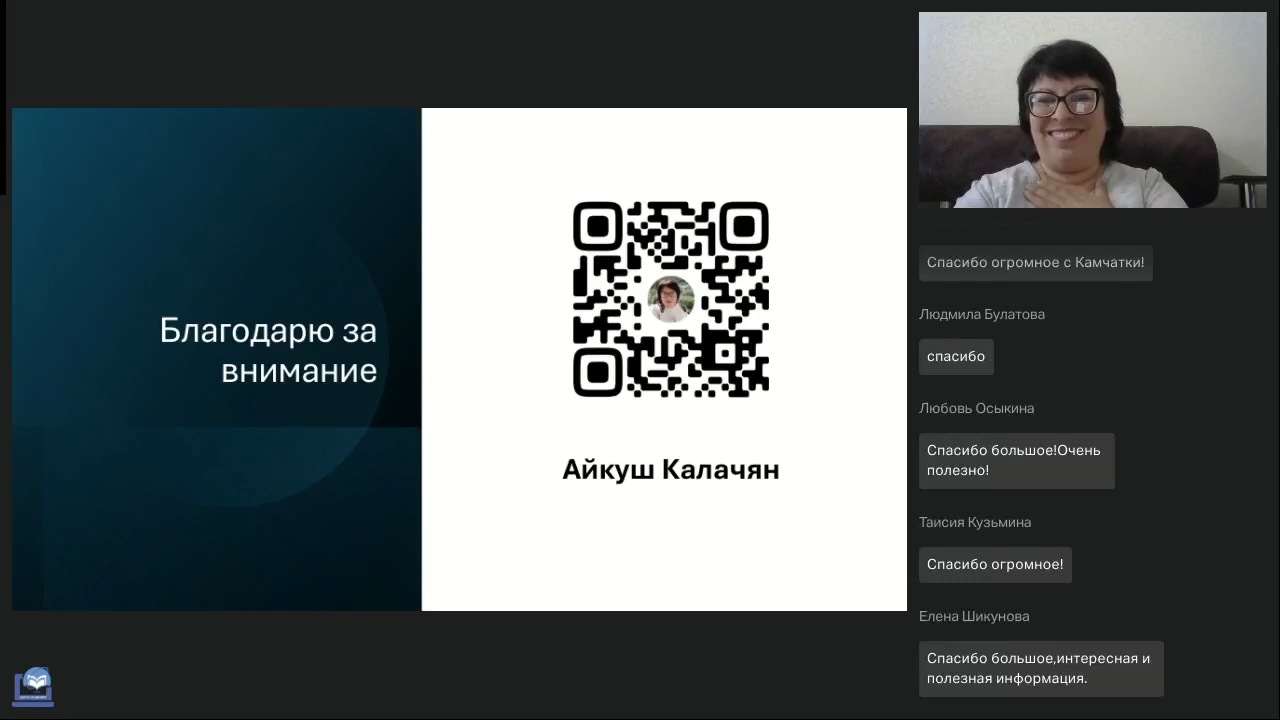 Благодарю за
внимание
Айкуш Калачян
Спасибо огромное с Камчатки!
Людмила Булатова
спасибо
Любовь Осыкина
Спасибо большое!Очень
полезно!
Таисия Кузьмина
Спасибо огромное!
Елена Шикунова
Спасибо большое,интересная и
полезная информация.